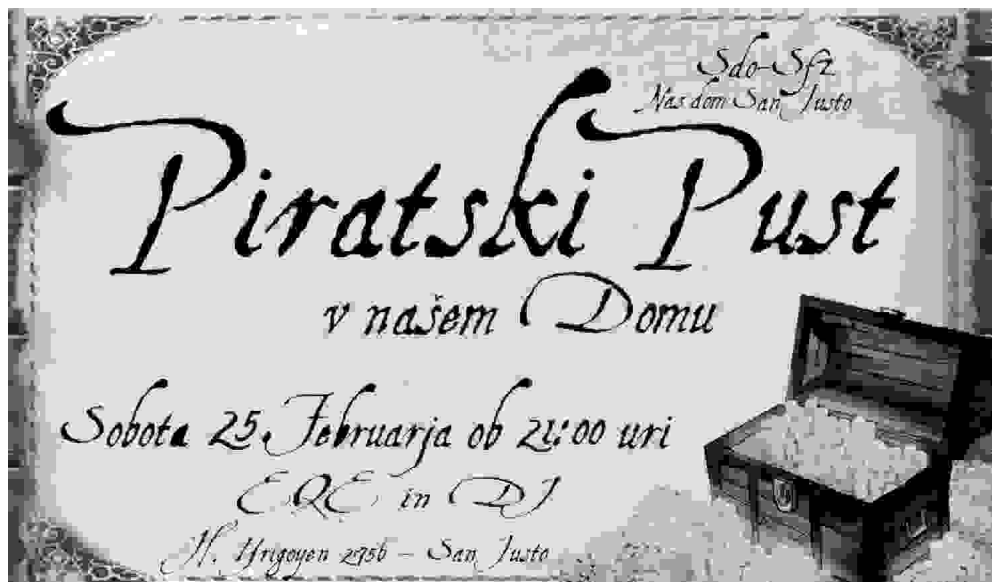 Sdo-Sfz
Naš dom San Justo
Piratski Pust
v našem Domu
Sobota 25. Februarja ob 21:00 uri
EQE in DJ
H. Yrigoyen 2756 - San Justo